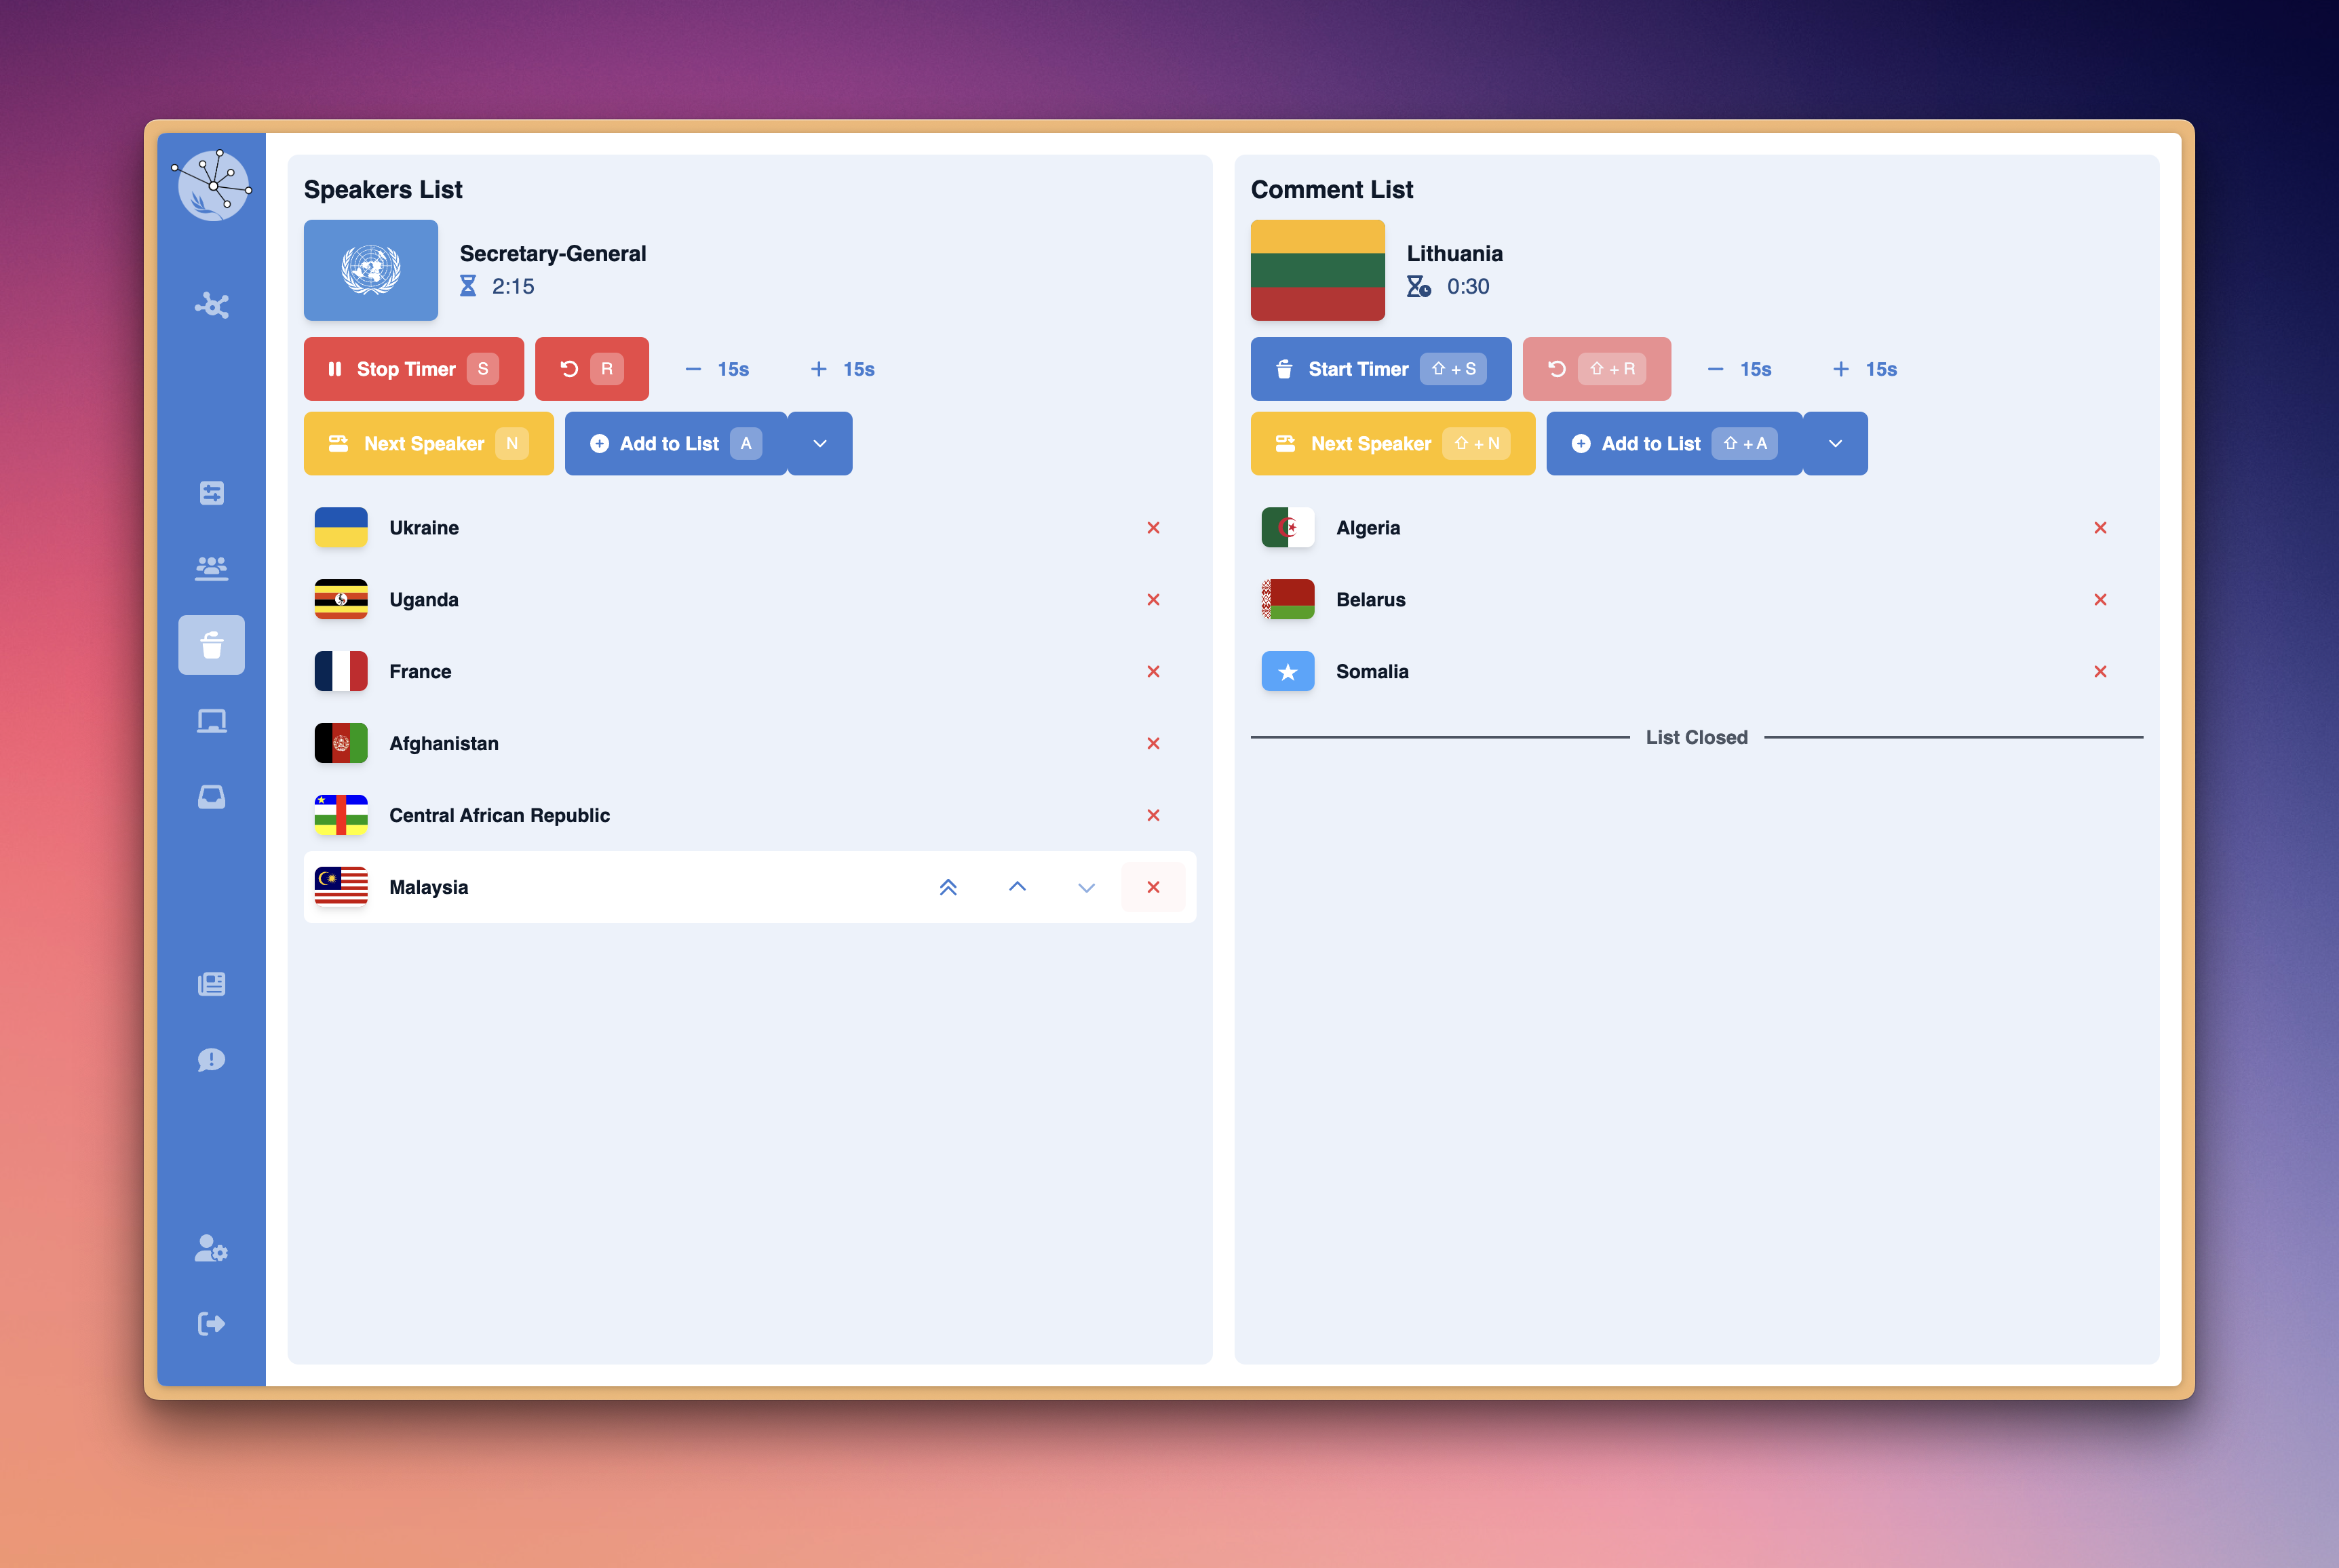 Speakers List
Secretary-General
2:15
Stop Timer S
R
15s
15s
Next Speaker N
Add to List A
Ukraine
Uganda
France
Afghanistan
Central African Republic
Malaysia
Comment List
Lithuania
0:30
Start Timer ⇧ + S
⇧ + R
15s
15s
Next Speaker ⇧ + N
Add to List ⇧ + A
Algeria
Belarus
Somalia
List Closed